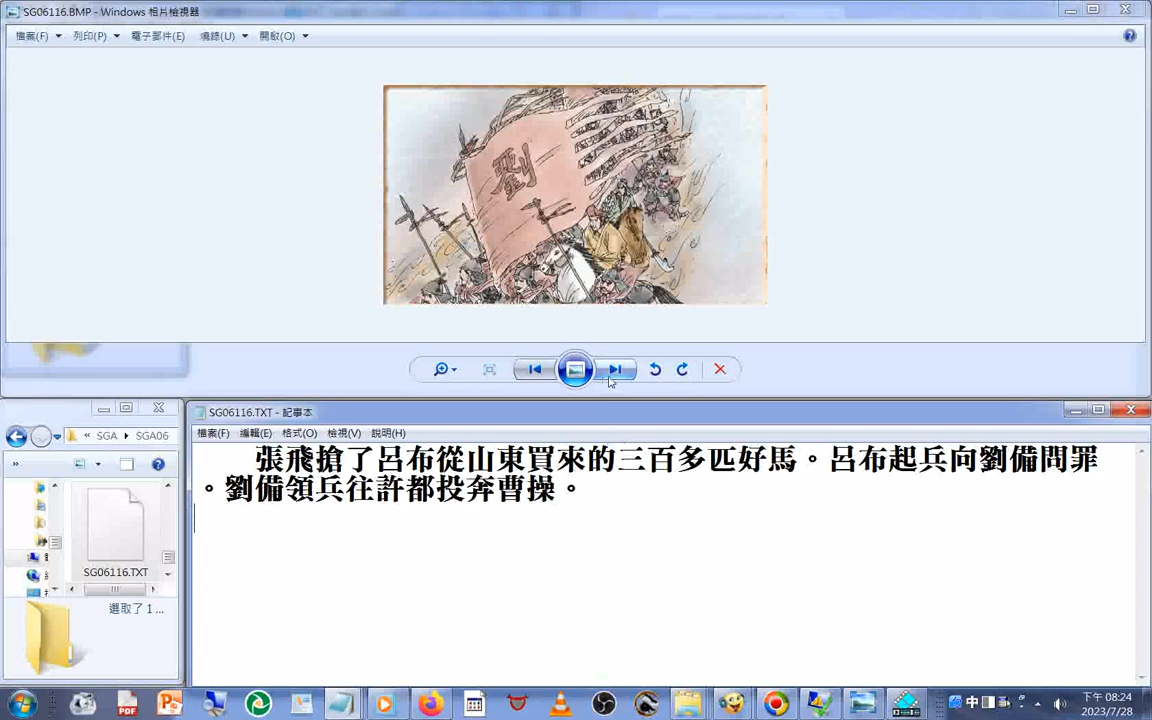 SG06116.BMP - Windows 相片檢視器
檔案(F) 列印(P) 電子郵件(E) 燒錄(U) 開啟(O)
劉
SG06116.TXT - 記事本
« SGA ▸ SGA06
檔案(F) 編輯(E) 格式(O) 檢視(V) 說明(H)
»
張飛搶了呂布從山東買來的三百多匹好馬。呂布起兵向劉備問罪
。劉備領兵往許都投奔曹操。
SG06116.TXT
選取了 1 ...
PDF
中
下午 08:24
2023/7/28